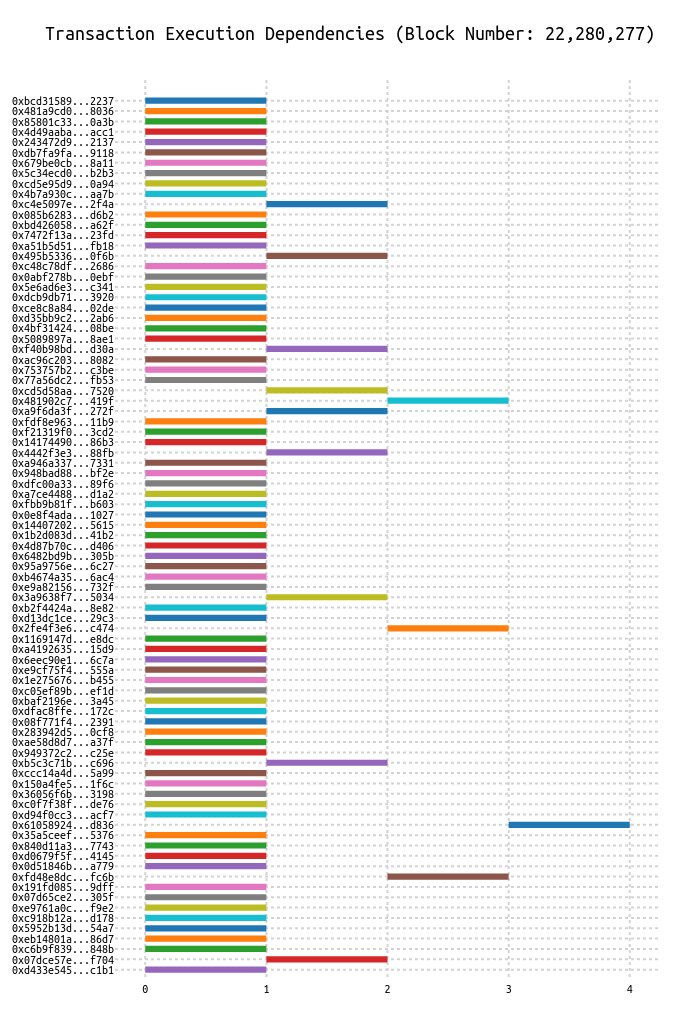 Transaction Execution Dependencies (Block Number: 22,280,277)
0xbcd31589...2237
0x481a9cd0...8036
0x85801c33...0a3b
0x4d49aaba...acc1
0x243472d9...2137
0xdb7fa9fa...9118
0x679be0cb...8a11
0x5c34ecd0...b2b3
0xcd5e95d9...0a94
0x4b7a930c...aa7b
0xc4e5097e...2f4a
0x085b6283...d6b2
0xbd426058...a62f
0x7472f13a...23fd
0xa51b5d51...fb18
0x495b5336...0f6b
0xc48c78df...2686
0x0abf278b...0ebf
0x5e6ad6e3...c341
0xdcb9db71...3920
0xce8c8a84...02de
0xd35bb9c2...2ab6
0x4bf31424...08be
0x5089897a...8ae1
0xf40b98bd...d30a
0xac96c203...8082
0x753757b2...c3be
0x77a56dc2...fb53
0xcd5d58aa...7520
0x481902c7...419f
0xa9f6da3f...272f
0xfdf8e963...11b9
0xf21319f0...3cd2
0x14174490...86b3
0x4442f3e3...88fb
0xa946a337...7331
0x948bad88...bf2e
0xdfc00a33...89f6
0xa7ce4488...d1a2
0xfbb9b81f...b603
0x0e8f4ada...1027
0x14407202...5615
0x1b2d083d...41b2
0x4d87b70c...d406
0x6482bd9b...305b
0x95a9756e...6c27
0xb4674a35...6ac4
0xe9a82156...732f
0x3a9638f7...5034
0xb2f4424a...8e82
0xd13dc1ce...29c3
0x2fe4f3e6...c474
0x1169147d...e8dc
0xa4192635...15d9
0x6eec90e1...6c7a
0xe9cf75f4...555a
0x1e275676...b455
0xc05ef89b...ef1d
0xbaf2196e...3a45
0xdfac8ffe...172c
0x08f771f4...2391
0x283942d5...0cf8
0xae58d8d7...a37f
0x949372c2...c25e
0xb5c3c71b...c696
0xccc14a4d...5a99
0x150a4fe5...1f6c
0x36056f6b...3198
0xc0f7f38f...de76
0xd94f0cc3...acf7
0x61058924...d836
0x35a5ceef...5376
0x840d11a3...7743
0xd0679f5f...4145
0x0d51846b...a779
0xfd48e8dc...fc6b
0x191fd085...9dff
0x07d65ce2...305f
0xe9761a0c...f9e2
0xc918b12a...d178
0x5952b13d...54a7
0xeb14801a...86d7
0xc6b9f839...848b
0x07dce57e...f704
0xd433e545...c1b1
0 1 2 3 4